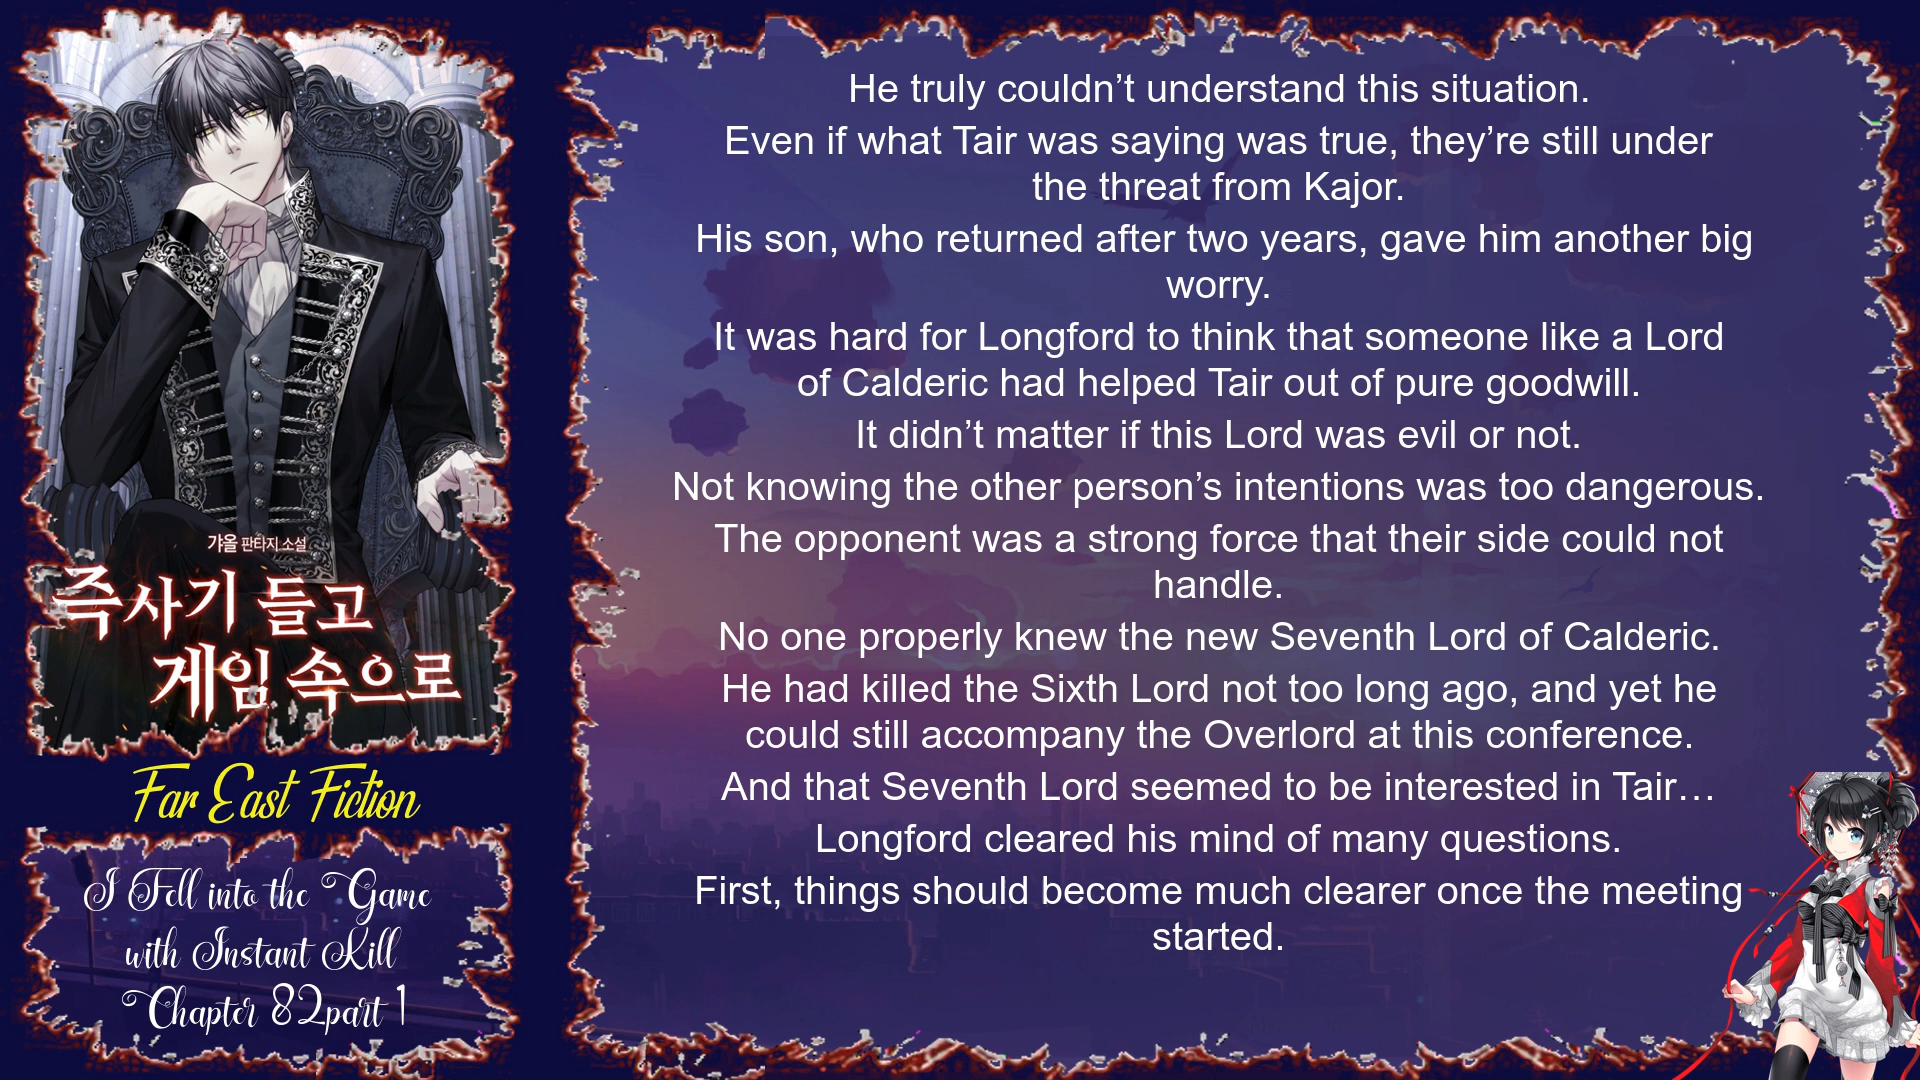 갸올 판타지 소설
즉사기 들고
게임 속으로
Far East Fiction
I Fell into the Game
with Instant Kill
Chapter 82part 1
He truly couldn’t understand this situation.
Even if what Tair was saying was true, they’re still under
the threat from Kajor.
His son, who returned after two years, gave him another big
worry.
It was hard for Longford to think that someone like a Lord
of Calderic had helped Tair out of pure goodwill.
It didn’t matter if this Lord was evil or not.
Not knowing the other person’s intentions was too dangerous.
The opponent was a strong force that their side could not
handle.
No one properly knew the new Seventh Lord of Calderic.
He had killed the Sixth Lord not too long ago, and yet he
could still accompany the Overlord at this conference.
And that Seventh Lord seemed to be interested in Tair…
Longford cleared his mind of many questions.
First, things should become much clearer once the meeting
started.